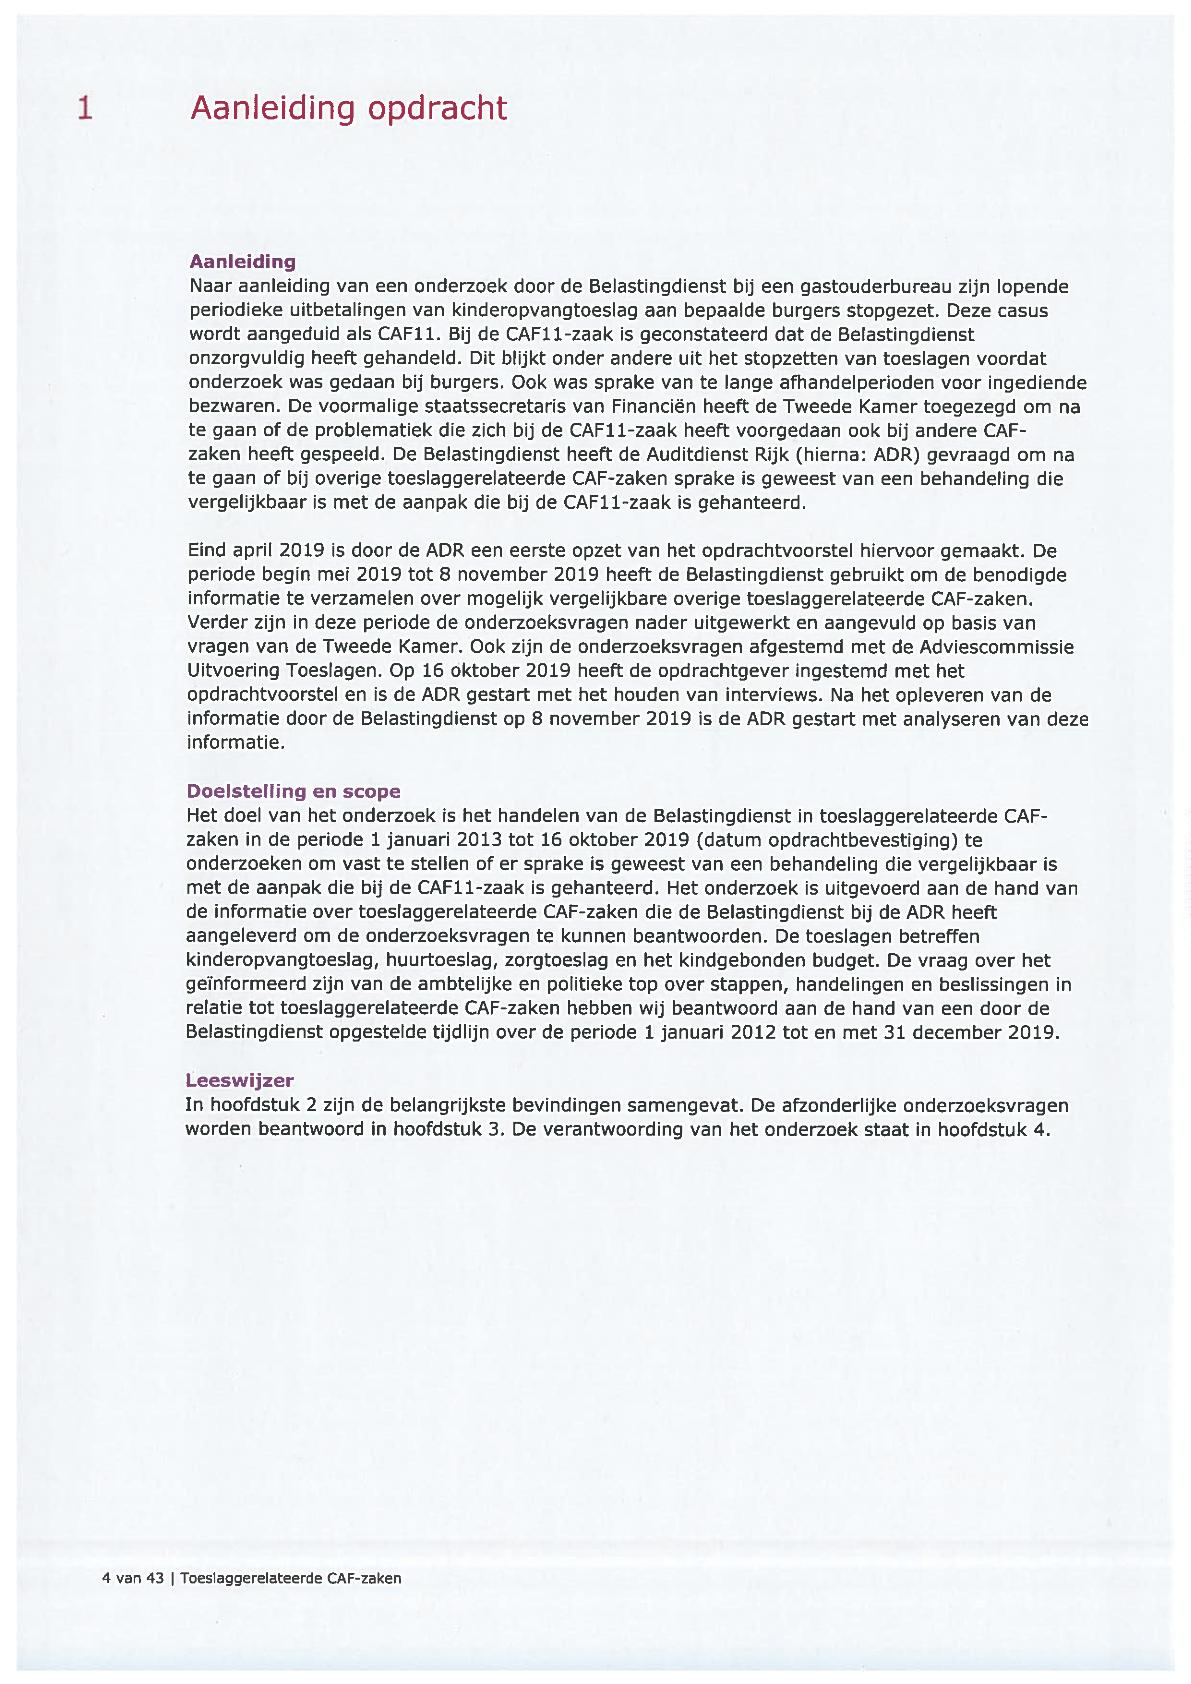 1 Aanleiding opdracht
Aanleiding
Naar aanleiding van een onderzoek door de Belastingdienst bij een gastouderbureau zijn lopende
periodieke uitbetalingen van kinderopvangtoeslag aan bepaalde burgers stopgezet. Deze casus
wordt aangeduid als CAF11. Bij de CAF11-zaak is geconstateerd dat de Belastingdienst
onzorgvuldig heeft gehandeld. Dit blijkt onder andere uit het stopzetten van toeslagen voordat
onderzoek was gedaan bij burgers. Ook was sprake van te lange afhandelperioden voor ingediende
bezwaren. De voormalige staatssecretaris van Financiën heeft de Tweede Kamer toegezegd om na
te gaan of de problematiek die zich bij de CAF11-zaak heeft voorgedaan ook bij andere CAF-
zaken heeft gespeeld. De Belastingdienst heeft de Auditdienst Rijk (hierna: ADR) gevraagd om na
te gaan of bij overige toeslaggerelateerde CAF-zaken sprake is geweest van een behandeling die
vergelijkbaar is met de aanpak die bij de CAF11-zaak is gehanteerd.
Eind april 2019 is door de ADR een eerste opzet van het opdrachtvoorstel hiervoor gemaakt. De
periode begin mei 2019 tot 8 november 2019 heeft de Belastingdienst gebruikt om de benodigde
informatie te verzamelen over mogelijk vergelijkbare overige toeslaggerelateerde CAF-zaken.
Verder zijn in deze periode de onderzoeksvragen nader uitgewerkt en aangevuld op basis van
vragen van de Tweede Kamer. Ook zijn de onderzoeksvragen afgestemd met de Adviescommissie
Uitvoering Toeslagen. Op 16 oktober 2019 heeft de opdrachtgever ingestemd met het
opdrachtvoorstel en is de ADR gestart met het houden van interviews. Na het opleveren van de
informatie door de Belastingdienst op 8 november 2019 is de ADR gestart met analyseren van deze
informatie.
Doelstelling en scope
Het doel van het onderzoek is het handelen van de Belastingdienst in toeslaggerelateerde CAF-
zaken in de periode 1 januari 2013 tot 16 oktober 2019 (datum opdrachtbevestiging) te
onderzoeken om vast te stellen of er sprake is geweest van een behandeling die vergelijkbaar is
met de aanpak die bij de CAF11-zaak is gehanteerd. Het onderzoek is uitgevoerd aan de hand van
de informatie over toeslaggerelateerde CAF-zaken die de Belastingdienst bij de ADR heeft
aangeleverd om de onderzoeksvragen te kunnen beantwoorden. De toeslagen betreffen
kinderopvangtoeslag, huurtoeslag, zorgtoeslag en het kindgebonden budget. De vraag over het
geïnformeerd zijn van de ambtelijke en politieke top over stappen, handelingen en beslissingen in
relatie tot toeslaggerelateerde CAF-zaken hebben wij beantwoord aan de hand van een door de
Belastingdienst opgestelde tijdlijn over de periode 1 januari 2012 tot en met 31 december 2019.
Leeswijzer
In hoofdstuk 2 zijn de belangrijkste bevindingen samengevat. De afzonderlijke onderzoeksvragen
worden beantwoord in hoofdstuk 3. De verantwoording van het onderzoek staat in hoofdstuk 4.
4 van 43 | Toeslaggerelateerde CAF-zaken